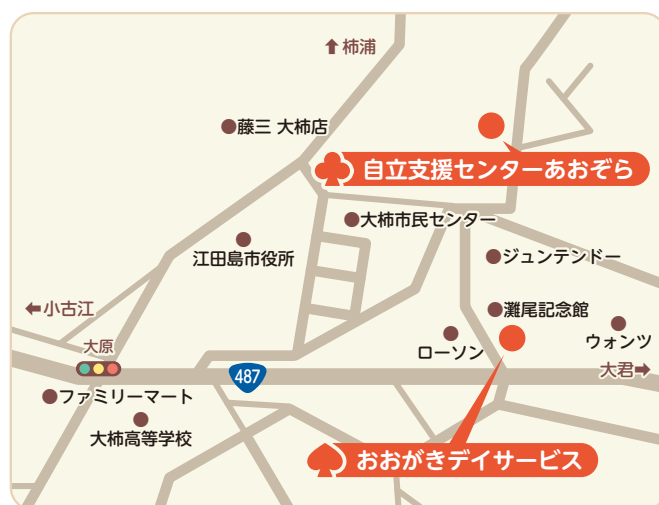 ↑柿浦
藤三 大柿店
自立支援センターあおぞら
大柿市民センター
江田島市役所
ジュンテンドー
←小古江
灘尾記念館
大原
ローソン
ウォンツ
487
大君→
ファミリーマート
大柿高等学校
おおがきデイサービス